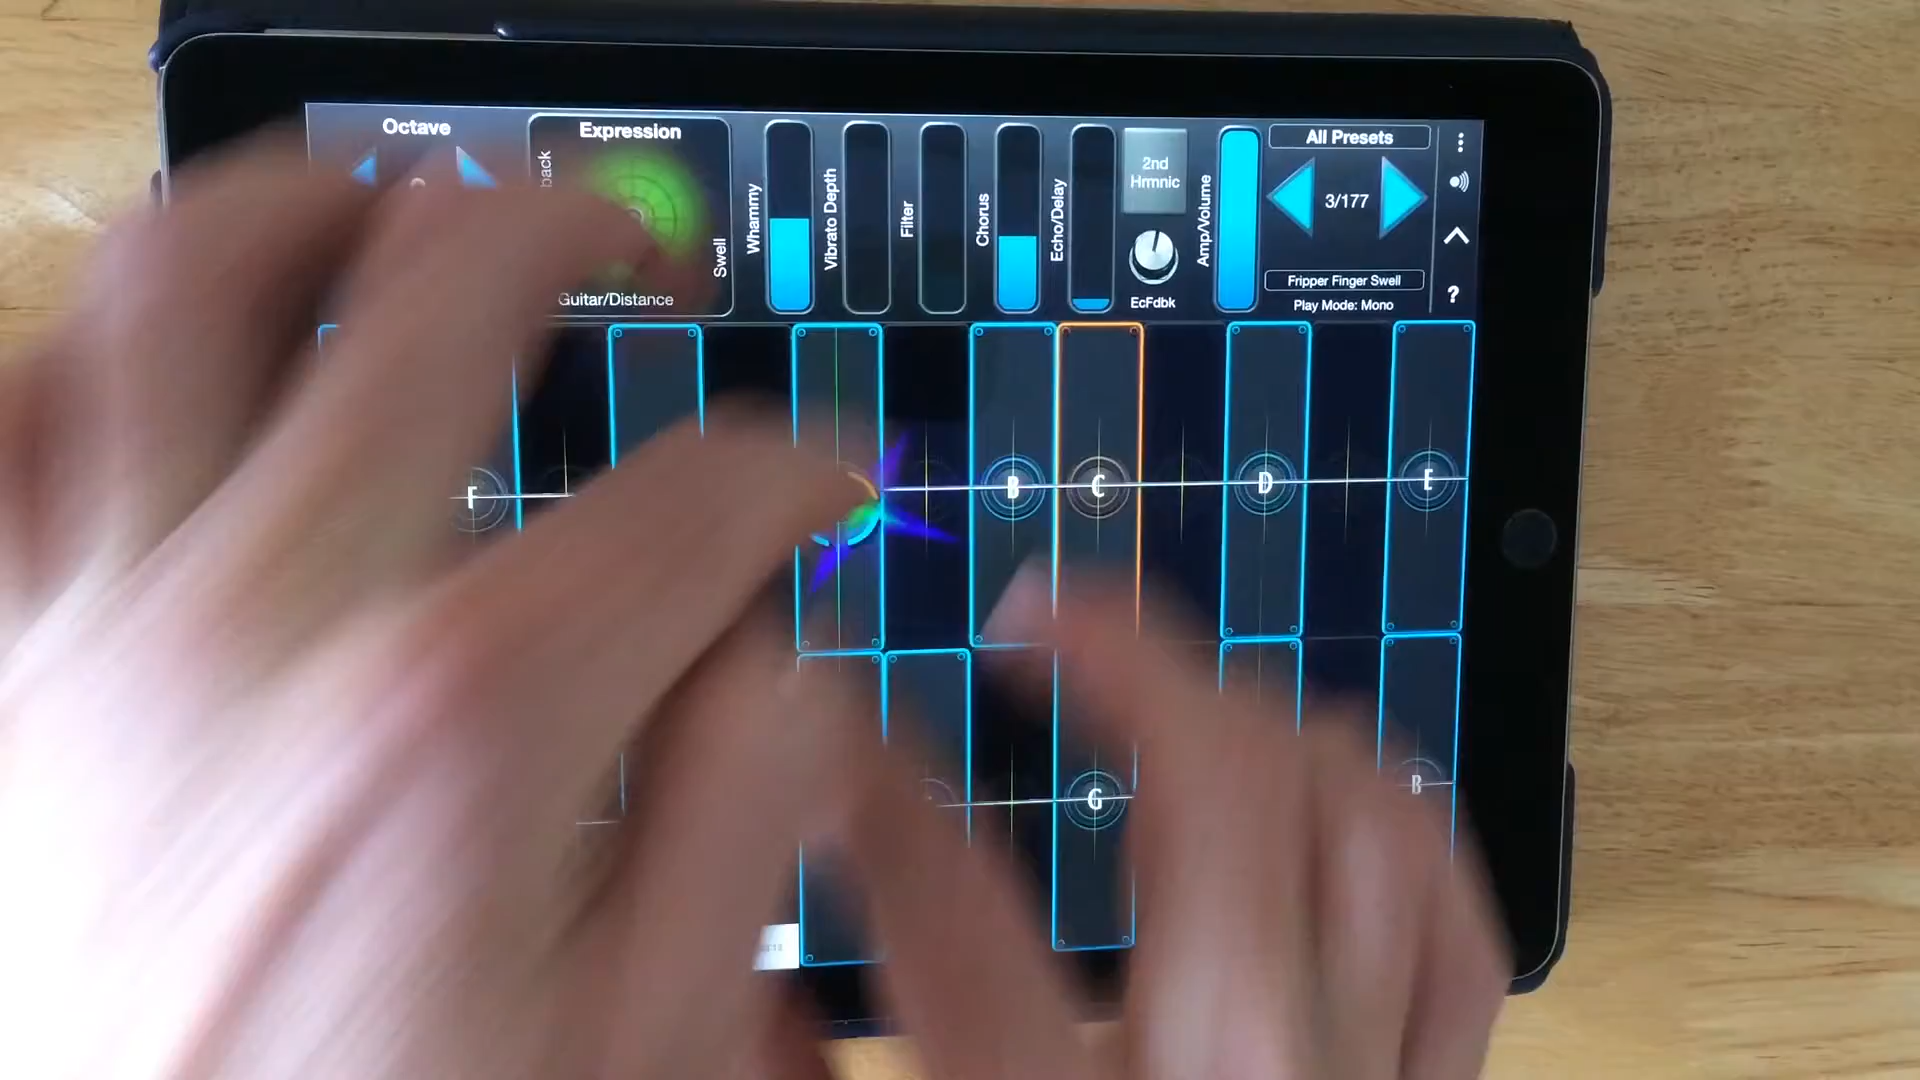 Octave
Expression
back
Swell
Guitar/Distance
Whammy
Vibrato Depth
Filter
Chorus
Echo/Delay
2nd
Hrmnic
EcFdbk
Amp/Volume
All Presets
3/177
Fripper Finger Swell
Play Mode: Mono
?
F
B
C
D
E
G
B